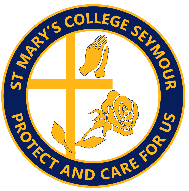 ST MARY'S COLLEGE SEYMOUR
PROTECT AND CARE FOR US